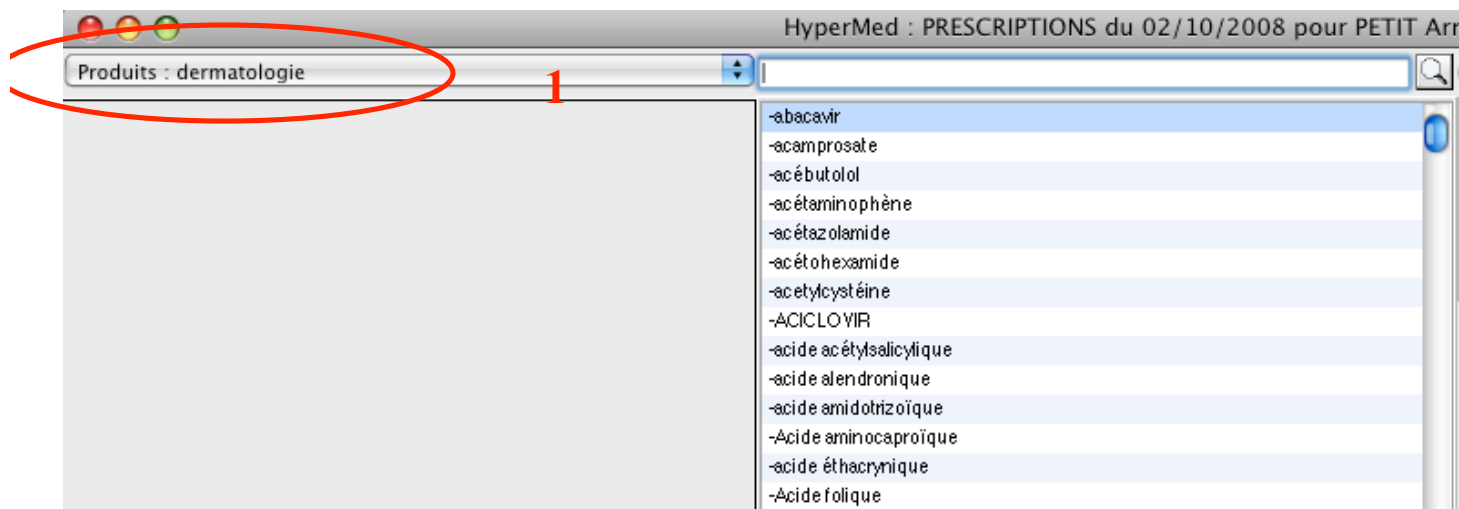 HyperMed : PRESCRIPTIONS du 02/10/2008 pour PETIT Arr
Produits : dermatologie
1
-abacavir
-acamprosate
-acébutolol
-acétaminophène
-acétazolamide
-acétohexamide
-acetylcystéine
-ACICLOVIR
-acide acétylsalicylique
-acide alendronique
-acide amidotrizoïque
-Acide aminocaproïque
-acide éthacrynique
-Acide folique